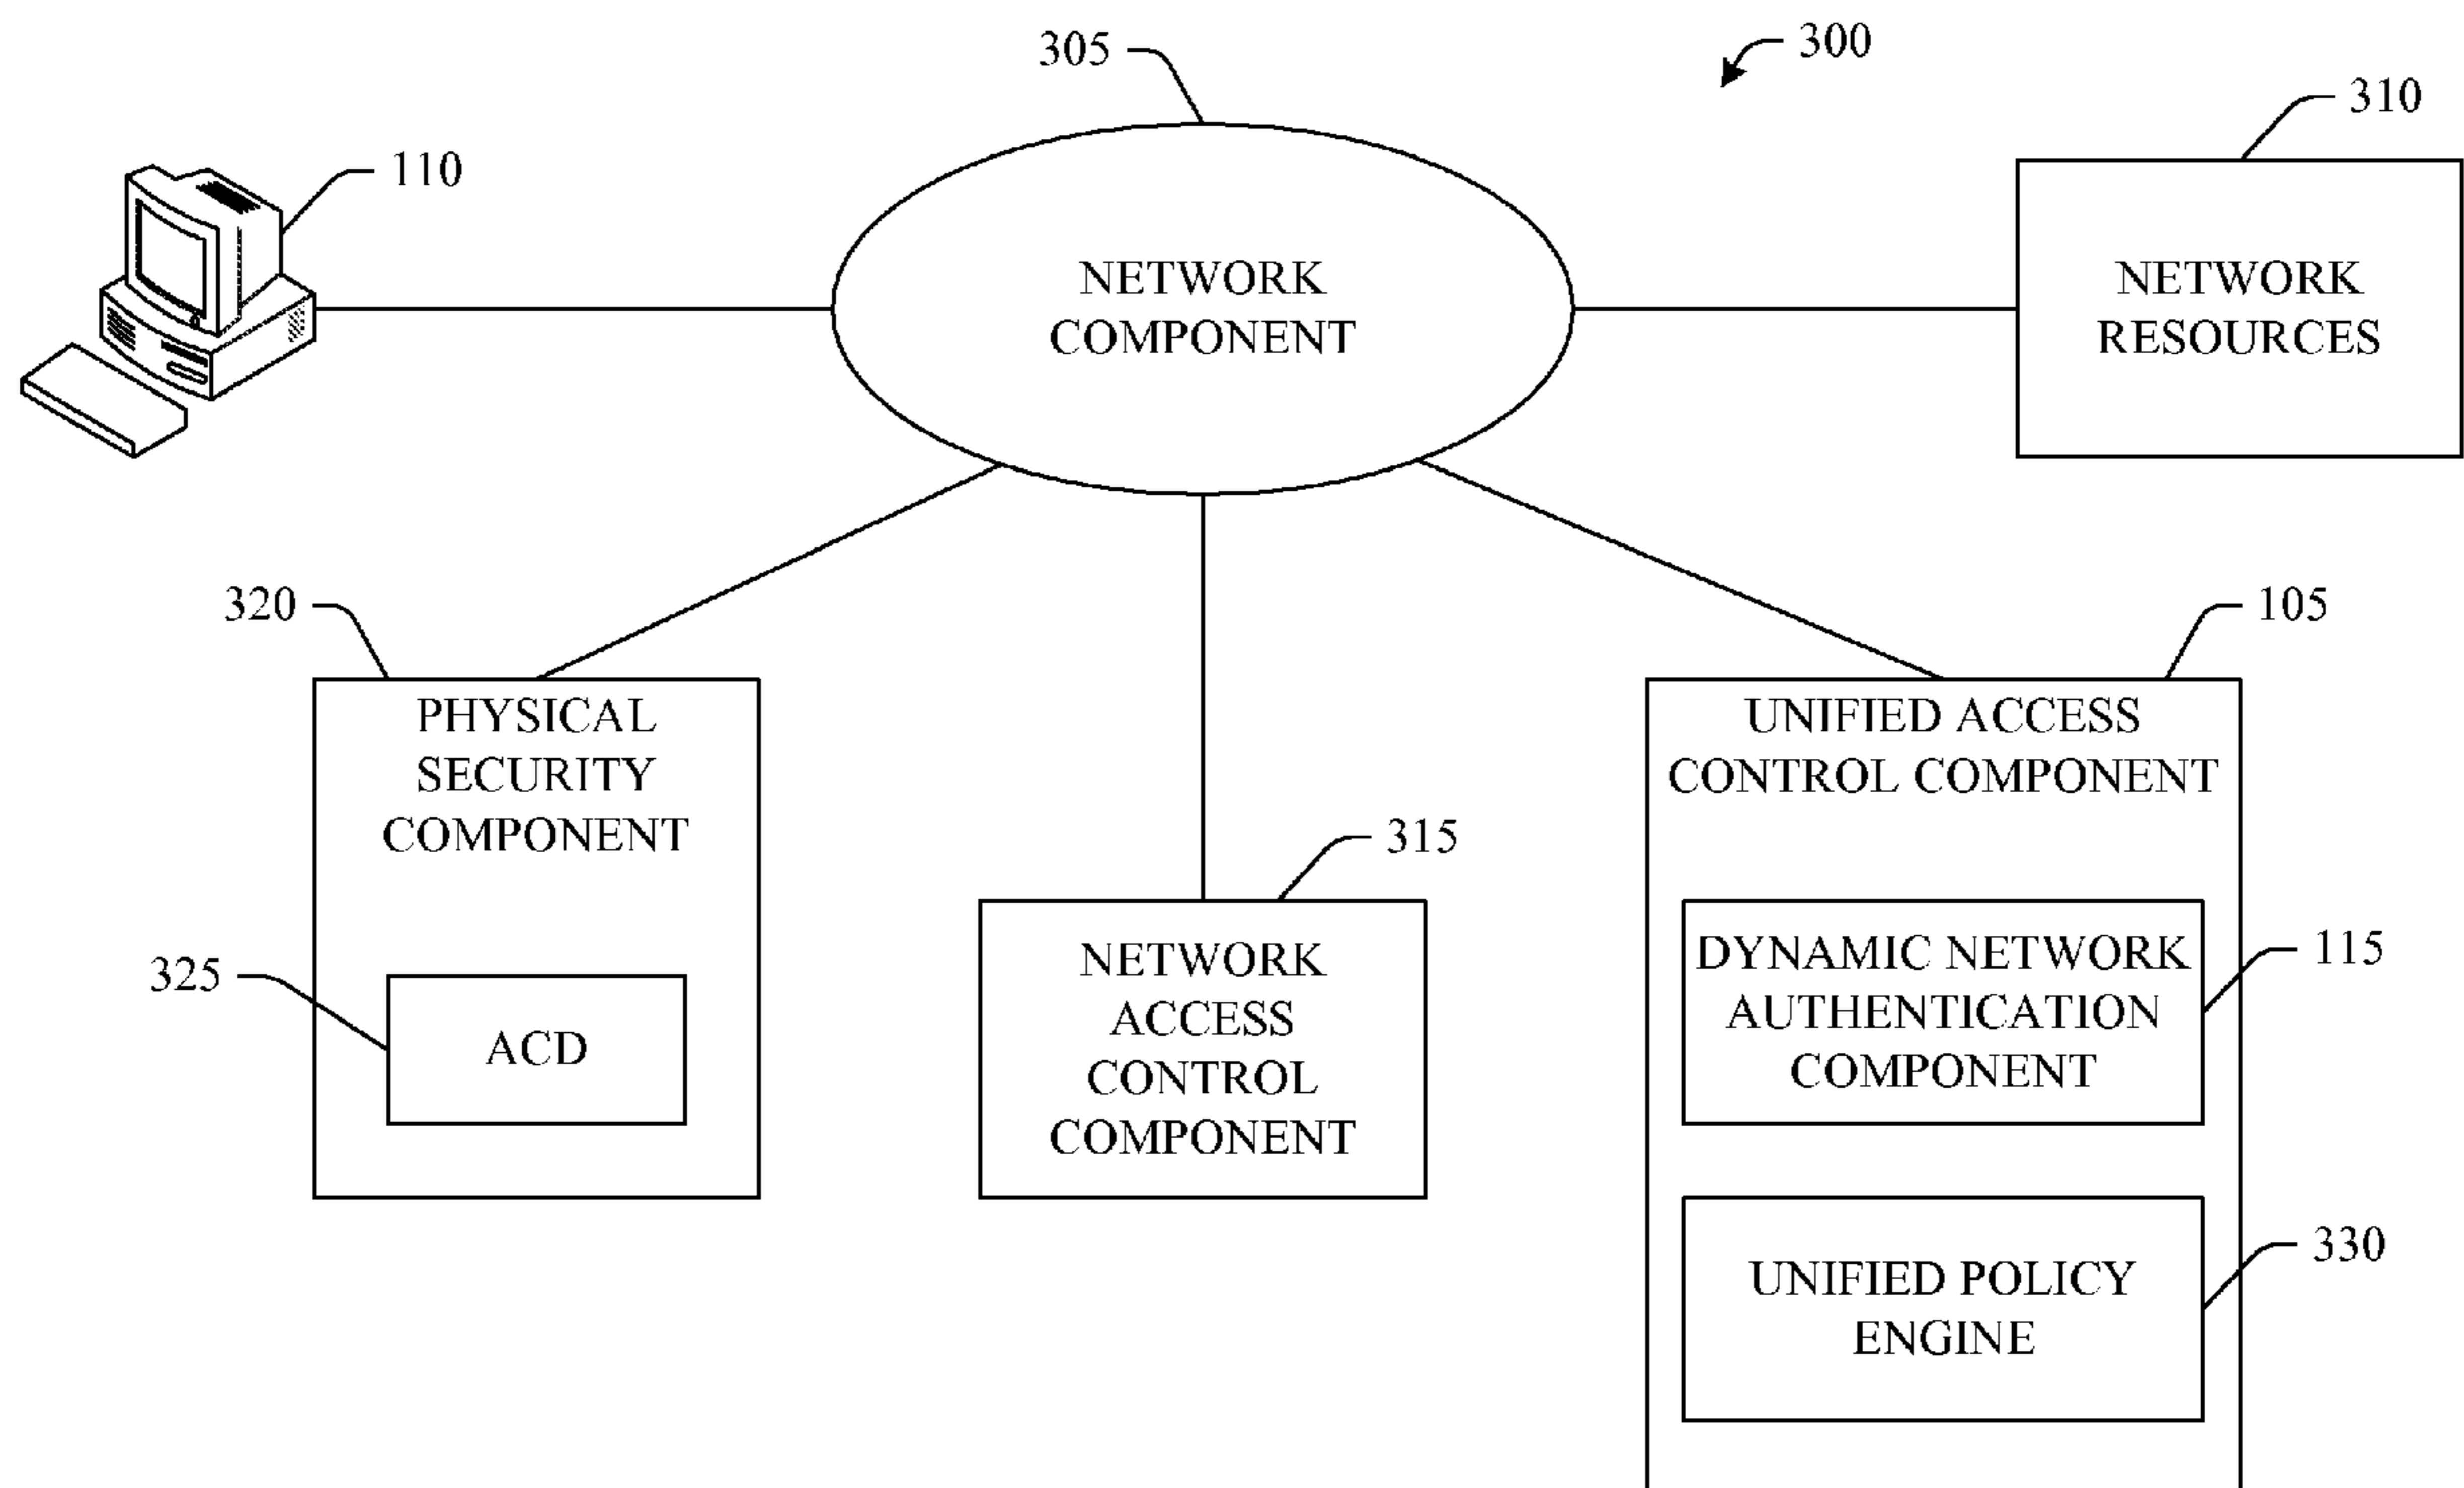 305
300
310
110
NETWORK
COMPONENT
NETWORK
RESOURCES
320
105
PHYSICAL
SECURITY
COMPONENT
UNIFIED ACCESS
CONTROL COMPONENT
315
325
ACD
NETWORK
ACCESS
CONTROL
COMPONENT
DYNAMIC NETWORK
AUTHENTICATION
COMPONENT
115
UNIFIED POLICY
ENGINE
330